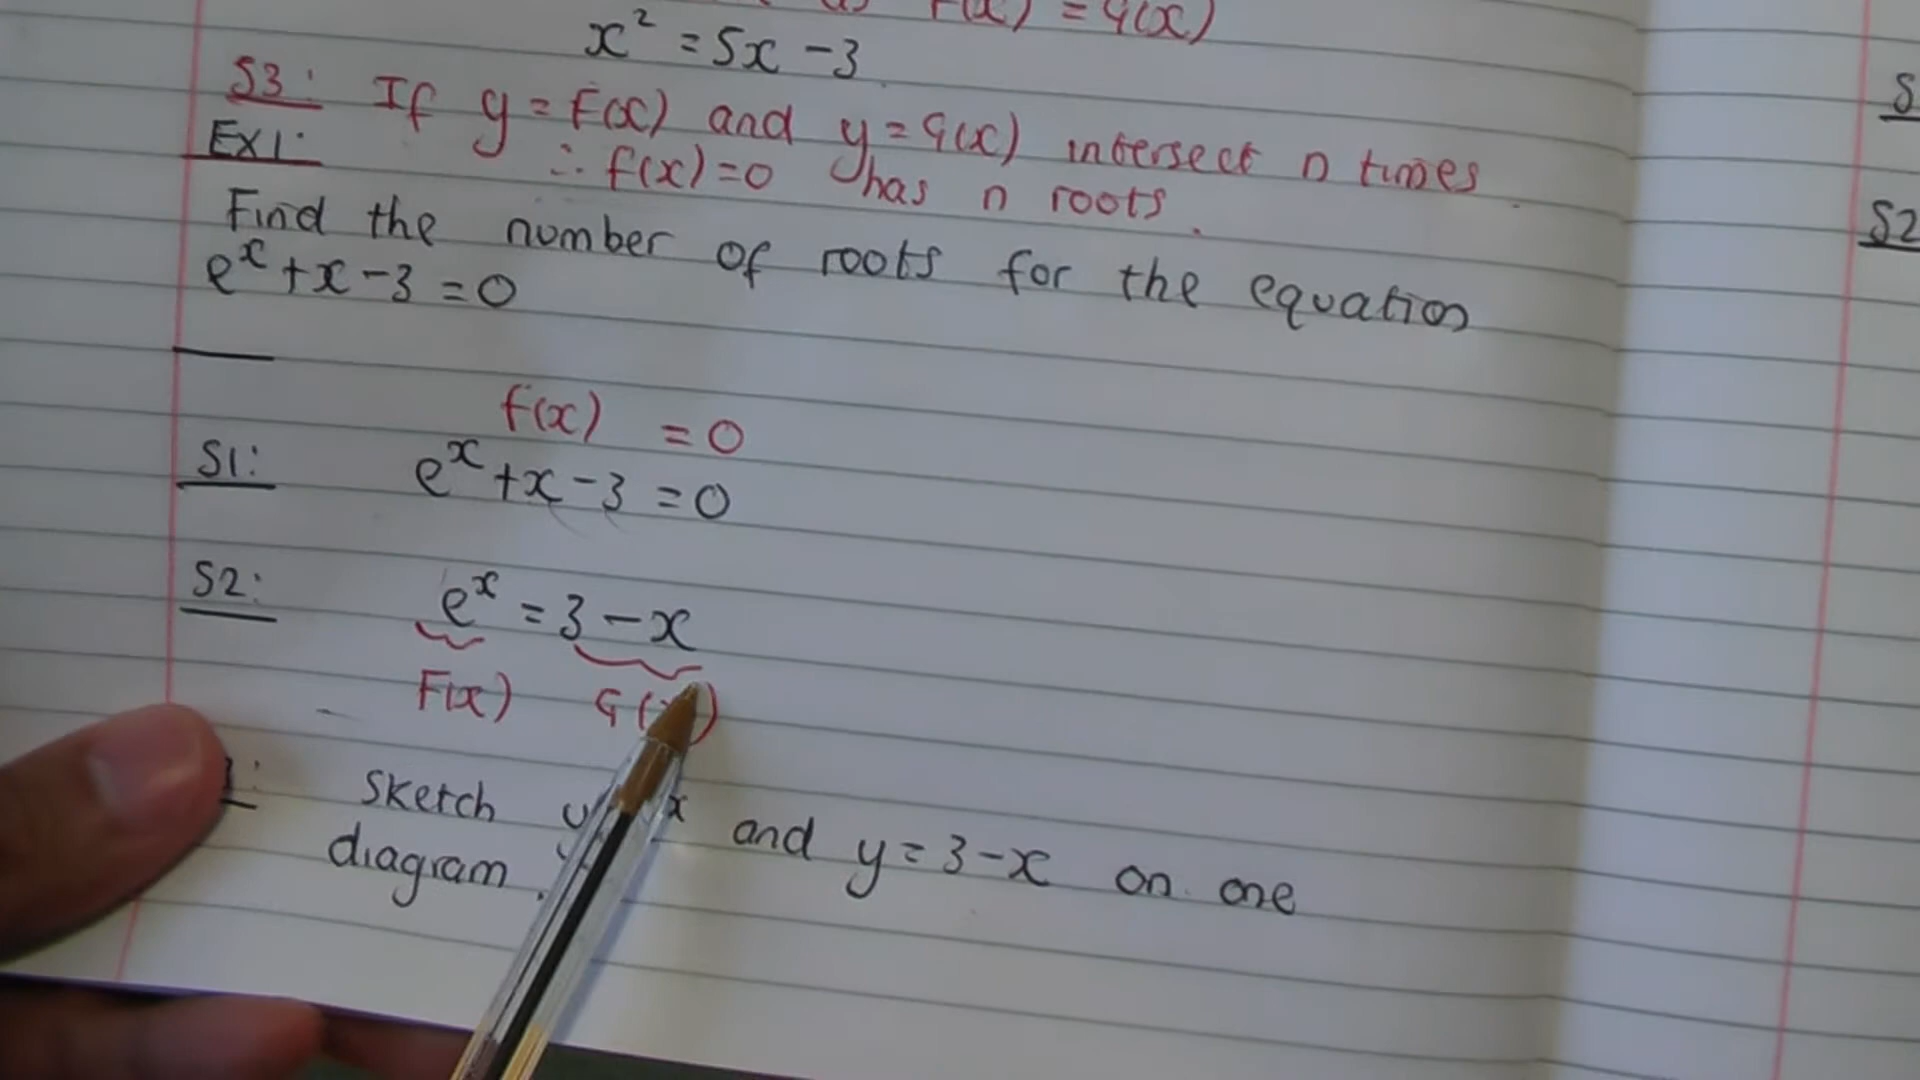 F(x) = G(x)
x² = 5x - 3
S3: If y = F(x) and y = G(x) intersect n times
∴ f(x) = 0 has n roots.
Ex1:
Find the number of roots for the equation
eˣ + x - 3 = 0
f(x) = 0
S1: eˣ + x - 3 = 0
S2: eˣ = 3 - x
F(x) G(x)
sketch y x and y = 3 - x on one
diagram.
S2